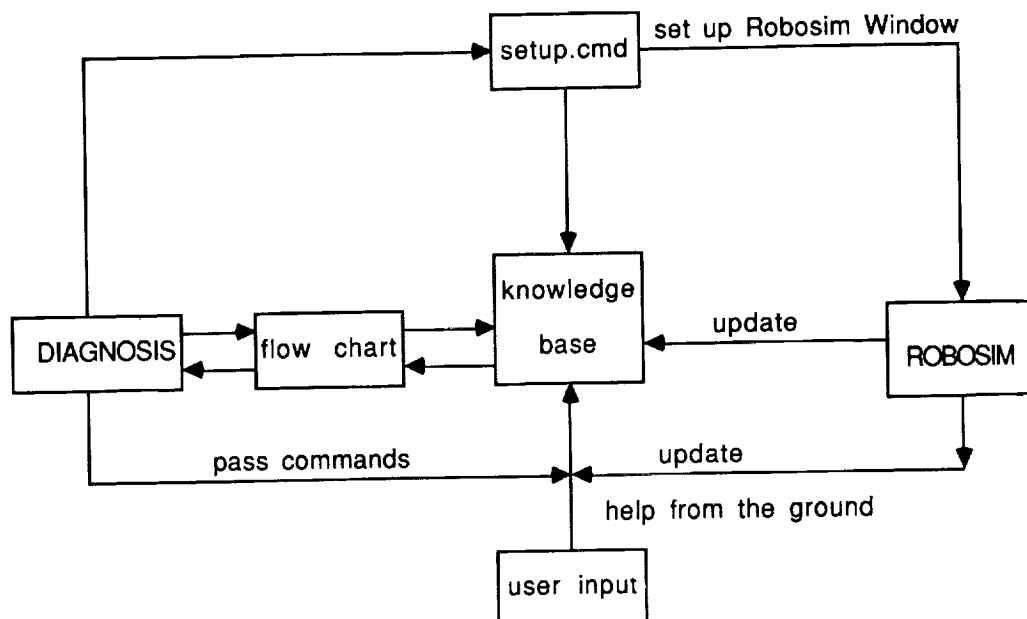 set up Robosim Window
setup.cmd
knowledge
base
update
DIAGNOSIS
flow chart
ROBOSIM
pass commands
update
help from the ground
user input